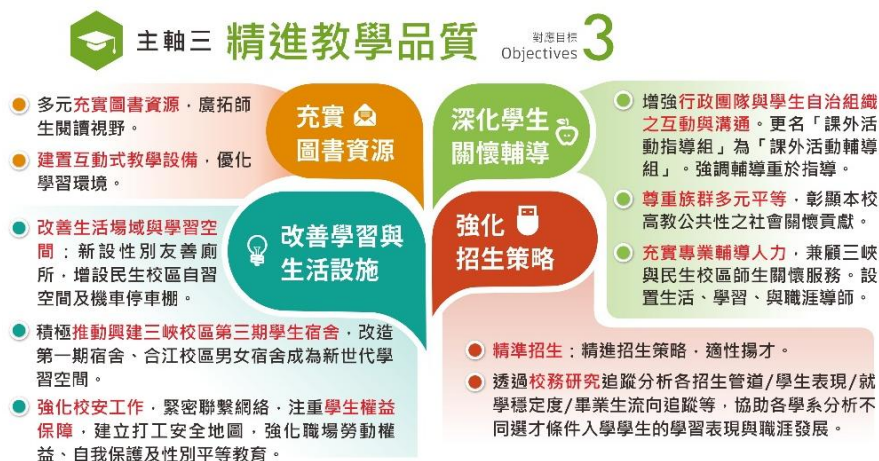 主軸三 精進教學品質 對應目標 Objectives 3
多元充實圖書資源，廣拓師
生閱讀視野。
建置互動式教學設備，優化
學習環境。
充實
圖書資源
深化學生
關懷輔導
增強行政團隊與學生自治組織
之互動與溝通。更名「課外活
動指導組」為「課外活動輔導
組」。強調輔導重於指導。
尊重族群多元平等，彰顯本校
高教公共性之社會關懷貢獻。
充實專業輔導人力，兼顧三峽
與民生校區師生關懷服務。設
置生活、學習、與職涯導師。
改善生活場域與學習空
間：新設性別友善廁
所，增設民生校區自習
空間及機車停車棚。
積極推動興建三峽校區第三期學生宿舍，改造
第一期宿舍、合江校區男女宿舍成為新世代學
習空間。
強化校安工作，緊密聯繫網絡，注重學生權益
保障，建立打工安全地圖，強化職場勞動權
益、自我保護及性別平等教育。
改善學習與
生活設施
強化
招生策略
精準招生：精進招生策略，適性揚才。
透過校務研究追蹤分析各招生管道/學生表現/就
學穩定度/畢業生流向追蹤等，協助各學系分析不
同選才條件入學學生的學習表現與職涯發展。